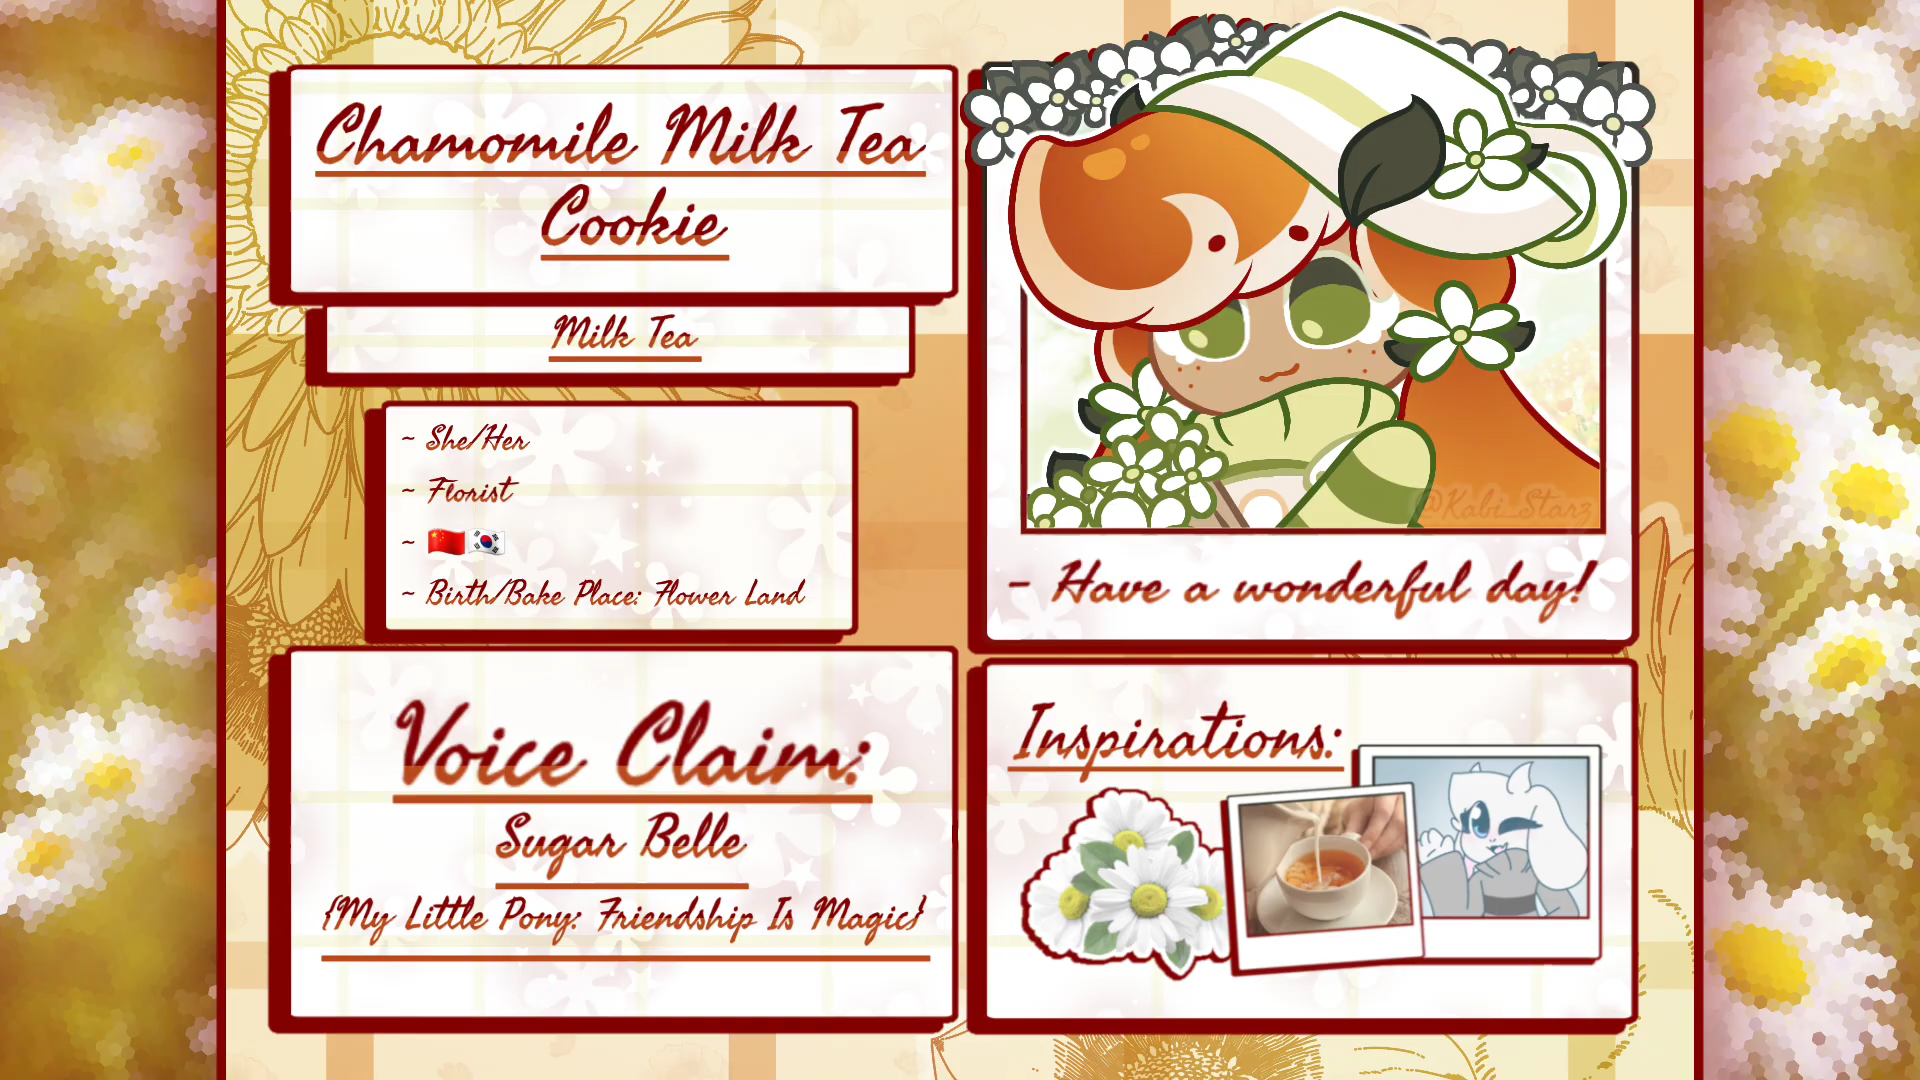 Chamomile Milk Tea
Cookie
Milk Tea
~ She/Her
~ Florist
~ 🇨🇳🇰🇷
~ Birth/Bake Place: Flower Land
Voice Claim:
Sugar Belle
{My Little Pony: Friendship Is Magic}
@Kabi_Starz
- Have a wonderful day!
Inspirations: